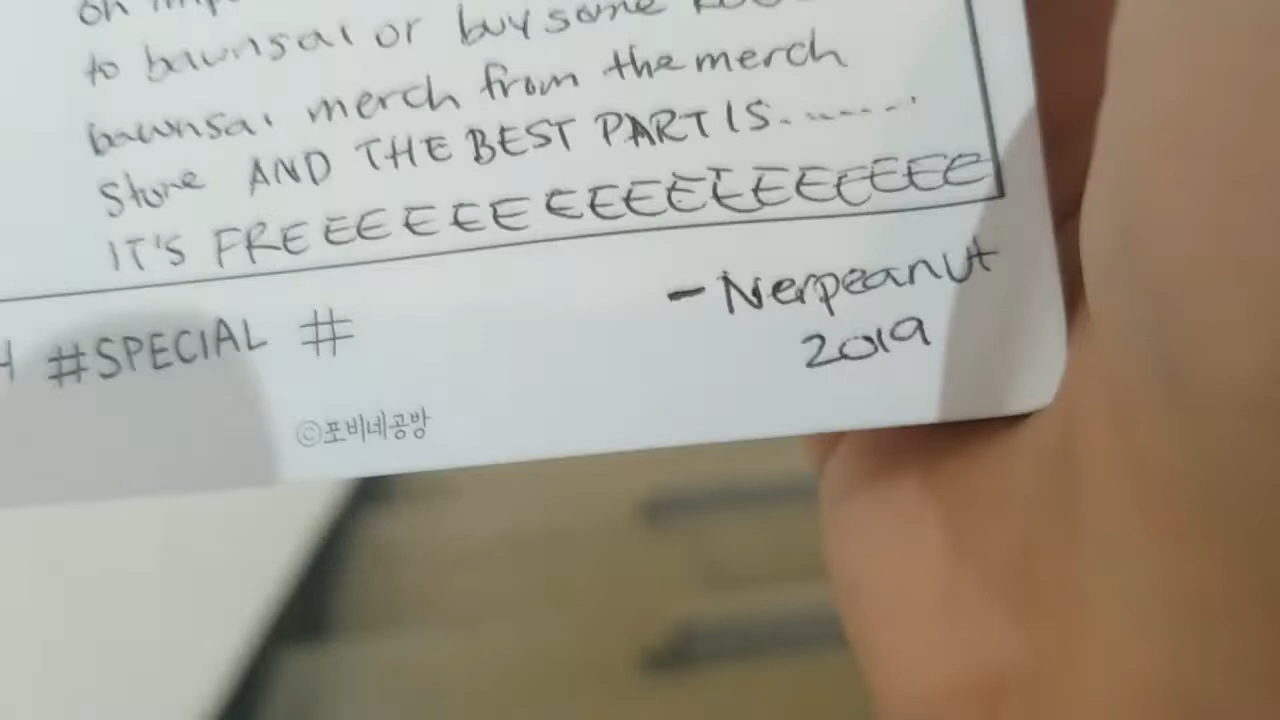 on
to bawnsai or buy some
bawnsai merch from the merch
store AND THE BEST PART IS........
IT'S FREEEEEEEEEEEEEEEEEE
- Nerpeanut
2019
#SPECIAL #
©포비네공방